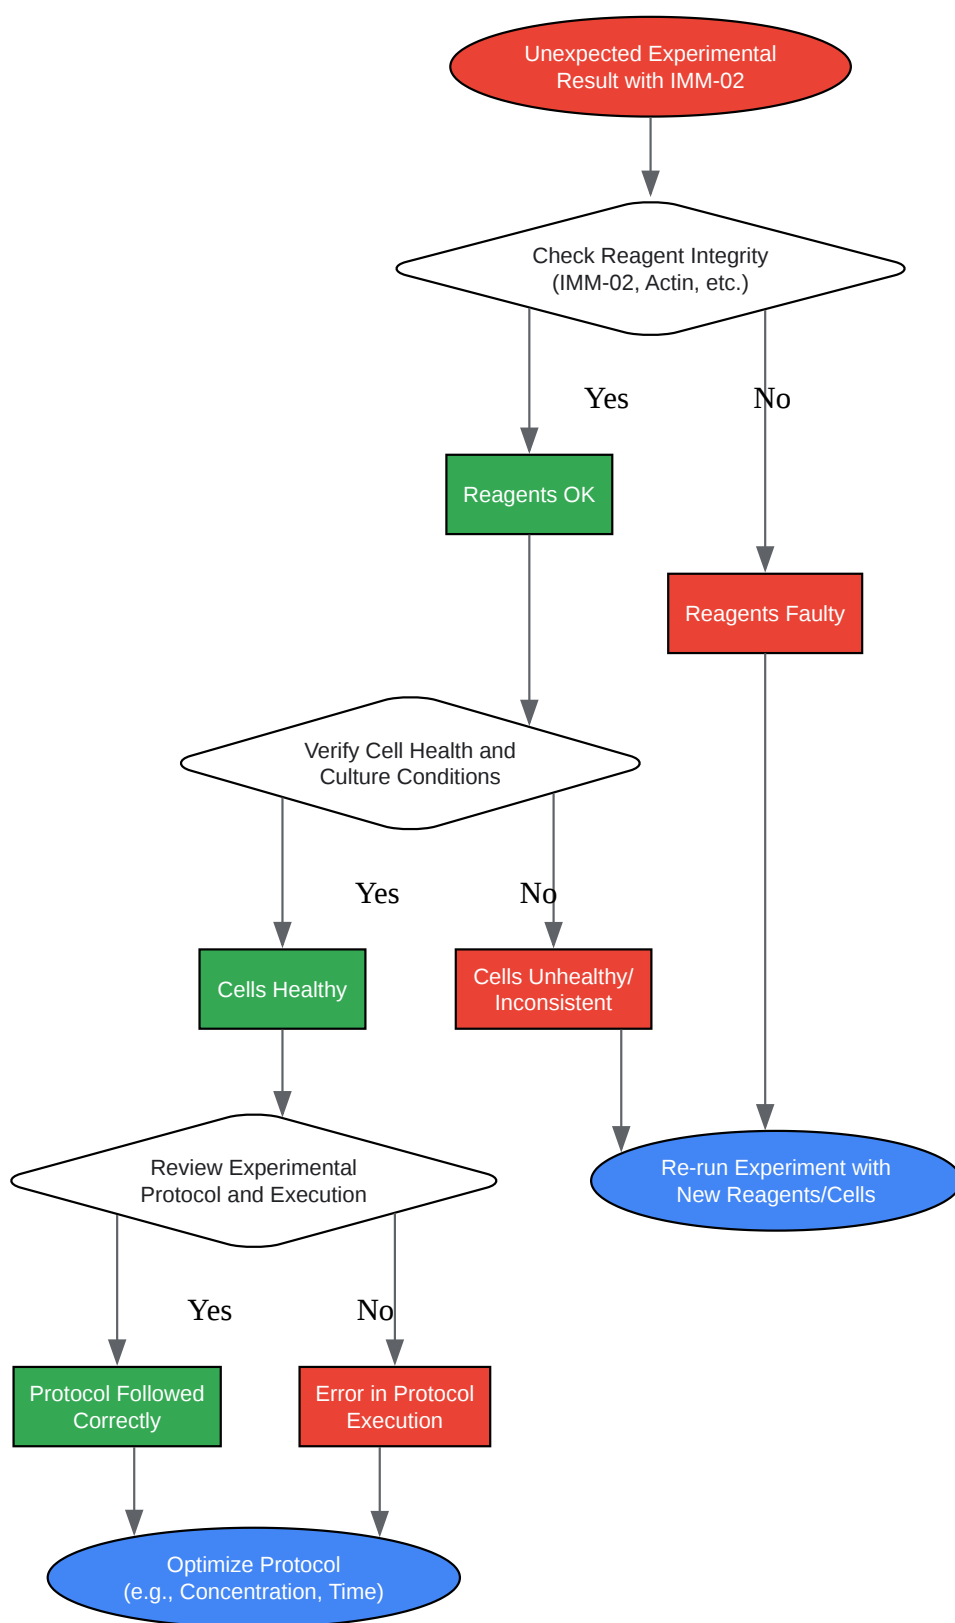 Unexpected Experimental
Result with IMM-02
Check Reagent Integrity
(IMM-02, Actin, etc.)
Yes
No
Reagents OK
Reagents Faulty
Verify Cell Health and
Culture Conditions
Yes
No
Cells Healthy
Cells Unhealthy/
Inconsistent
Review Experimental
Protocol and Execution
Re-run Experiment with
New Reagents/Cells
Yes
No
Protocol Followed
Correctly
Error in Protocol
Execution
Optimize Protocol
(e.g., Concentration, Time)